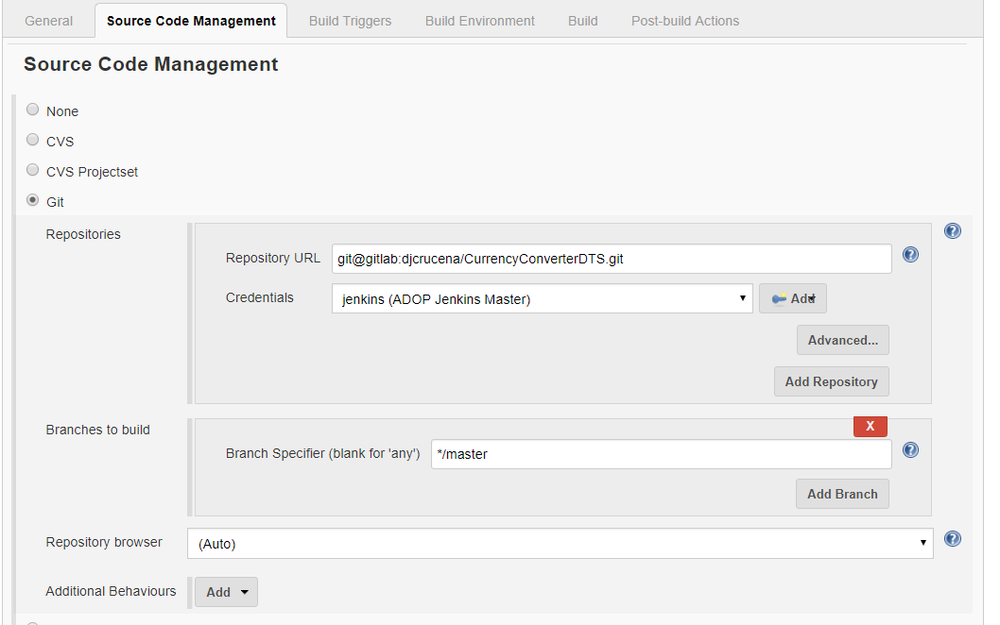 General Source Code Management Build Triggers Build Environment Build Post-build Actions
Source Code Management
None
CVS
CVS Projectset
Git
Repositories
Repository URL git@gitlab:djcrucena/CurrencyConverterDTS.git
Credentials jenkins (ADOP Jenkins Master) Add
Advanced...
Add Repository
Branches to build
X
Branch Specifier (blank for 'any') */master
Add Branch
Repository browser (Auto)
Additional Behaviours Add